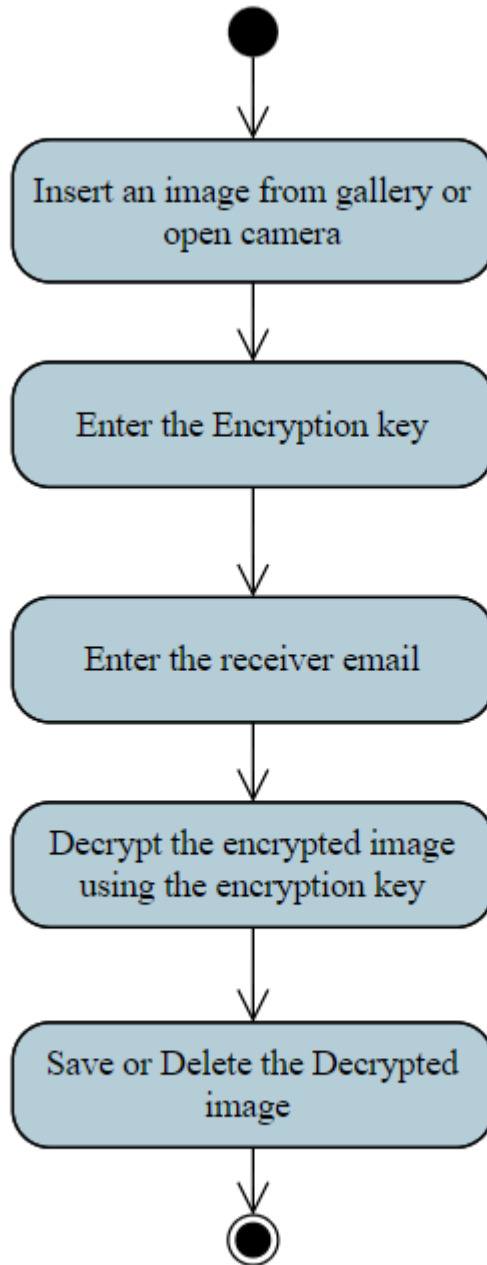 Insert an image from gallery or
open camera
Enter the Encryption key
Enter the receiver email
Decrypt the encrypted image
using the encryption key
Save or Delete the Decrypted
image